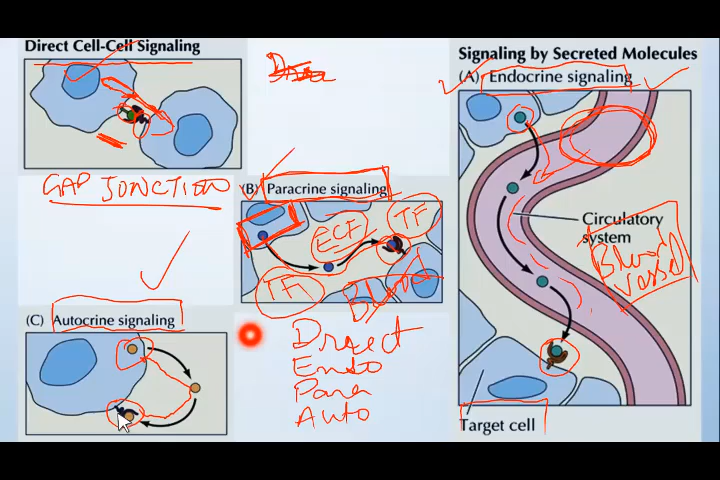 Direct Cell-Cell Signaling
GAP JUNCTION
Signaling by Secreted Molecules
(A) Endocrine signaling
Circulatory
system
Blood
vessel
Target cell
(B) Paracrine signaling
ECF
TF
TF
Blood
(C) Autocrine signaling
Direct
Endo
Para
Auto